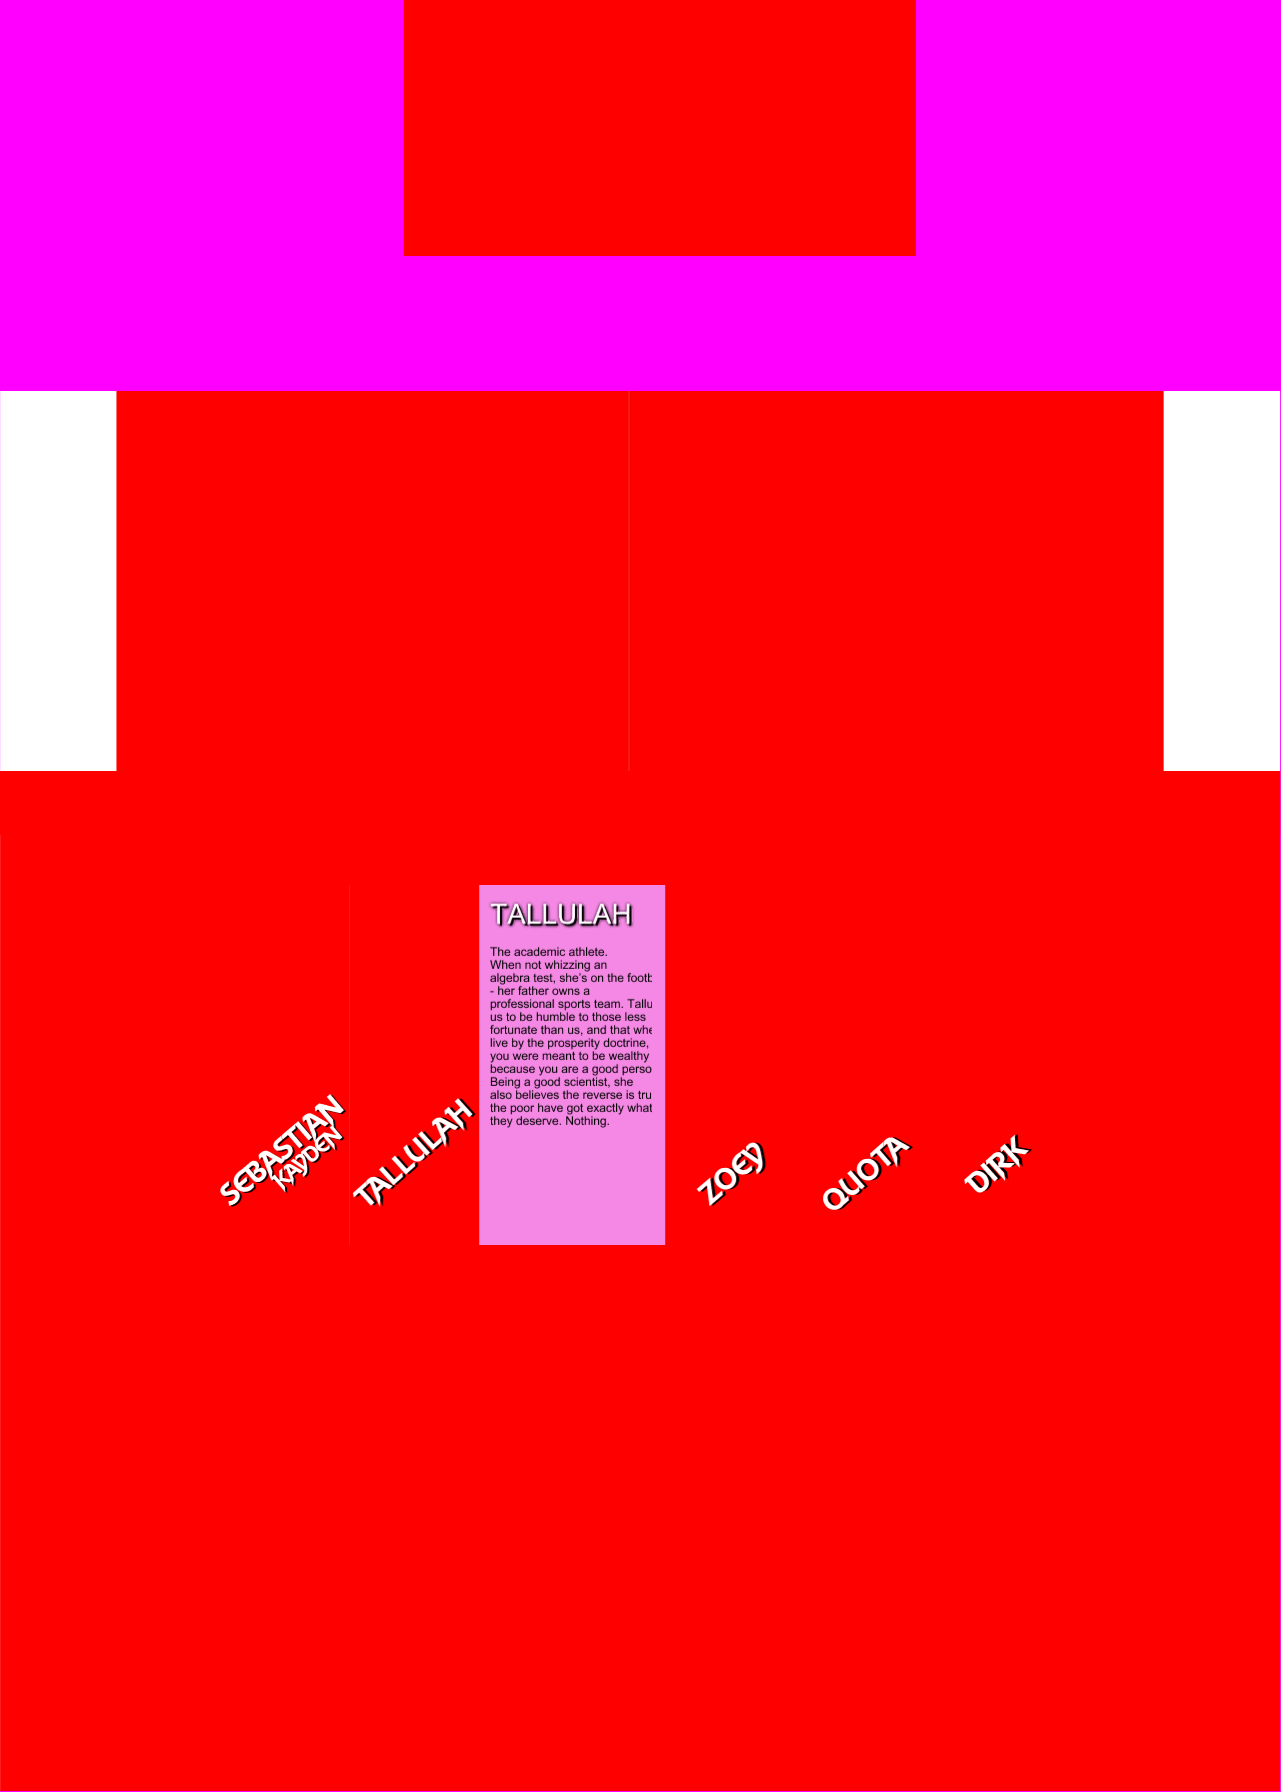 SEBASTIAN
KAYDEN
TALLULAH
TALLULAH
The academic athlete.
When not whizzing an
algebra test, she's on the footb
- her father owns a
professional sports team. Tallu
us to be humble to those less
fortunate than us, and that whe
live by the prosperity doctrine,
you were meant to be wealthy
because you are a good perso
Being a good scientist, she
also believes the reverse is tru
the poor have got exactly what
they deserve. Nothing.
ZOEY
QUOTA
DIRK